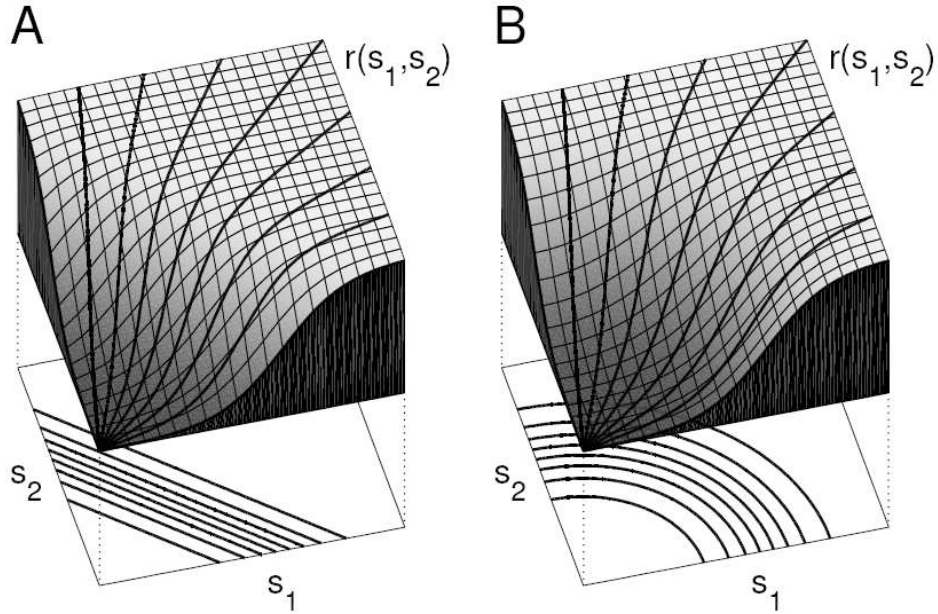 A
r(s₁,s₂)
s₂
s₁
B
r(s₁,s₂)
s₂
s₁